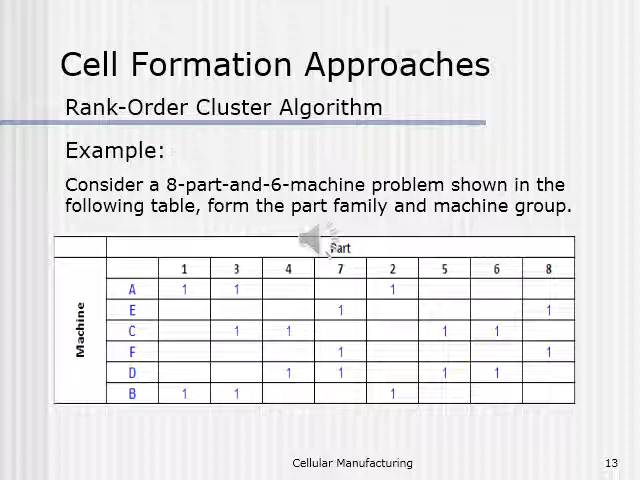 Cell Formation Approaches
Rank-Order Cluster Algorithm
Example:
Consider a 8-part-and-6-machine problem shown in the
following table, form the part family and machine group.
Part
Machine
1 3 4 7 2 5 6 8
A 1 1 1
E 1 1
C 1 1 1 1
F 1 1
D 1 1 1 1
B 1 1 1
Cellular Manufacturing
13